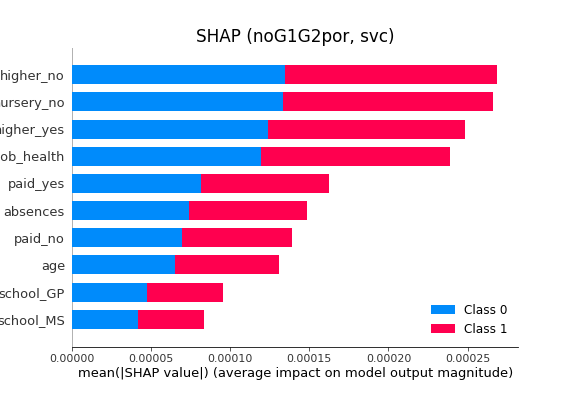 SHAP (noG1G2por, svc)
higher_no
ursery_no
higher_yes
ob_health
paid_yes
absences
paid_no
age
school_GP
school_MS
Class 0
Class 1
0.00000 0.00005 0.00010 0.00015 0.00020 0.00025
mean(|SHAP value|) (average impact on model output magnitude)